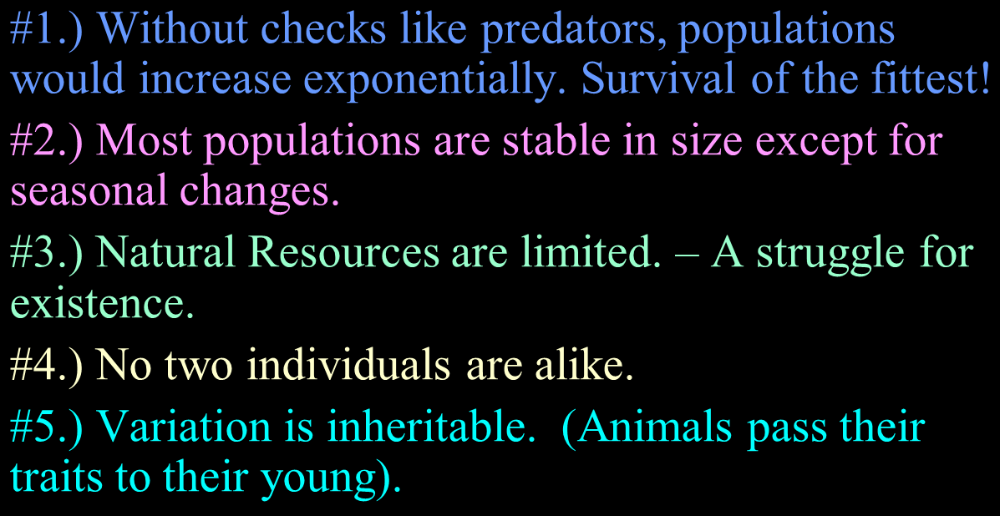 #1.) Without checks like predators, populations
would increase exponentially. Survival of the fittest!
#2.) Most populations are stable in size except for
seasonal changes.
#3.) Natural Resources are limited. – A struggle for
existence.
#4.) No two individuals are alike.
#5.) Variation is inheritable.  (Animals pass their
traits to their young).